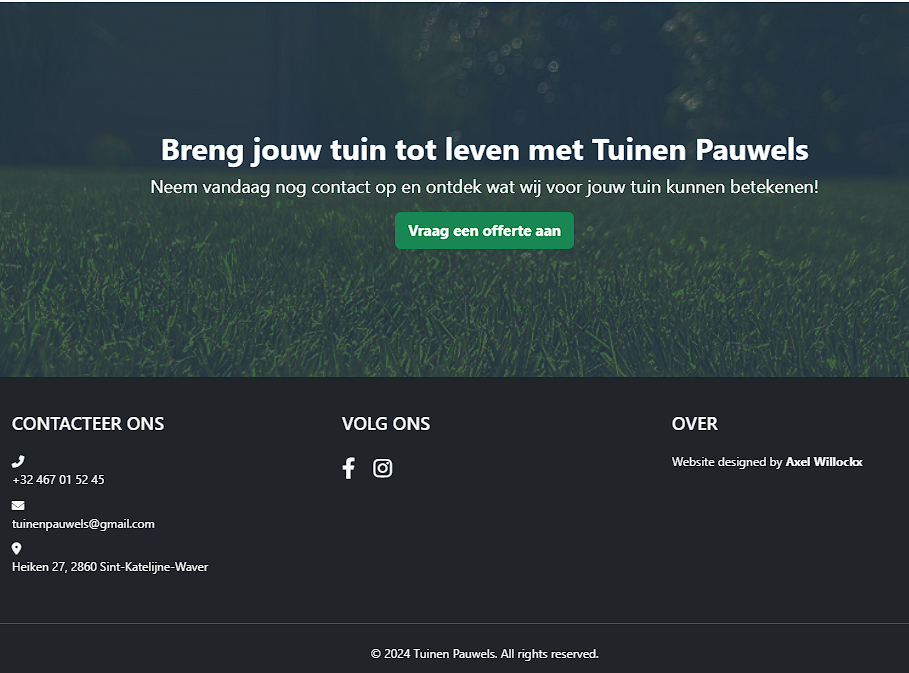 Breng jouw tuin tot leven met Tuinen Pauwels
Neem vandaag nog contact op en ontdek wat wij voor jouw tuin kunnen betekenen!
Vraag een offerte aan
CONTACTEER ONS
+32 467 01 52 45
tuinenpauwels@gmail.com
Heiken 27, 2860 Sint-Katelijne-Waver
VOLG ONS
OVER
Website designed by Axel Willockx
© 2024 Tuinen Pauwels. All rights reserved.